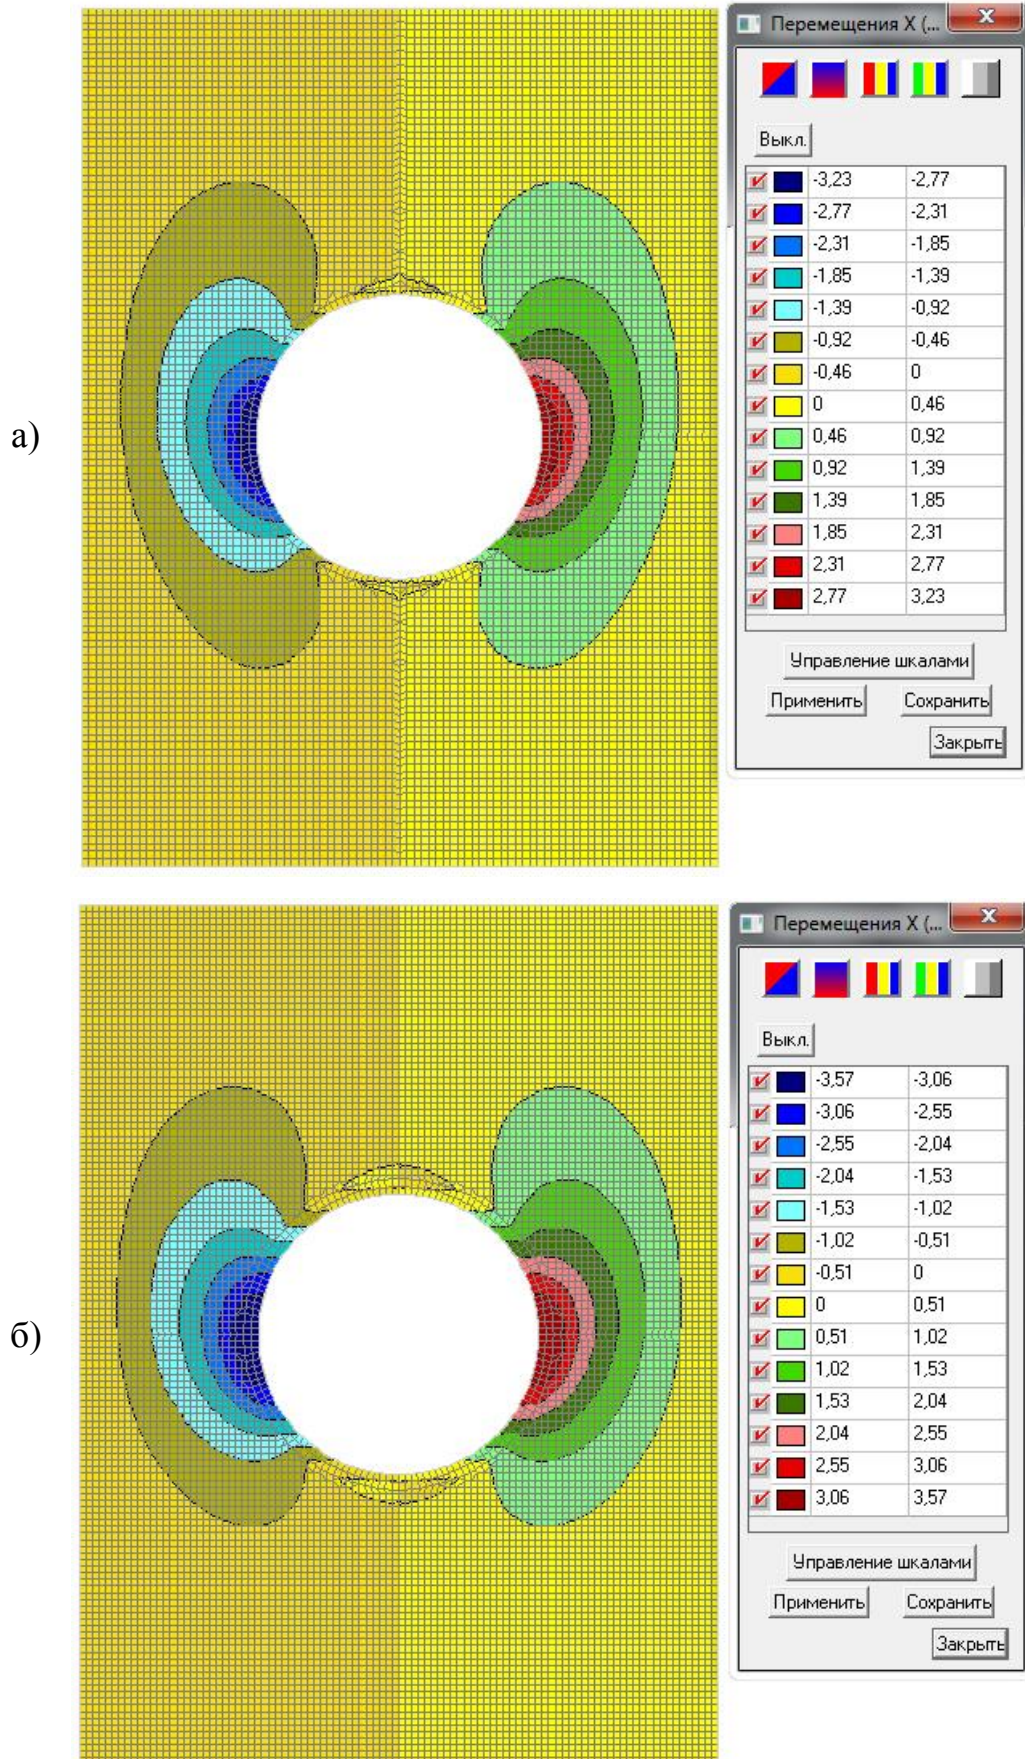 Перемещения X (...
Выкл.
-3,23 -2,77
-2,77 -2,31
-2,31 -1,85
-1,85 -1,39
-1,39 -0,92
-0,92 -0,46
-0,46 0
0 0,46
0,46 0,92
0,92 1,39
1,39 1,85
1,85 2,31
2,31 2,77
2,77 3,23
Управление шкалами
Применить Сохранить
Закрыть
а)
Перемещения X (...
Выкл.
-3,57 -3,06
-3,06 -2,55
-2,55 -2,04
-2,04 -1,53
-1,53 -1,02
-1,02 -0,51
-0,51 0
0 0,51
0,51 1,02
1,02 1,53
1,53 2,04
2,04 2,55
2,55 3,06
3,06 3,57
Управление шкалами
Применить Сохранить
Закрыть
б)